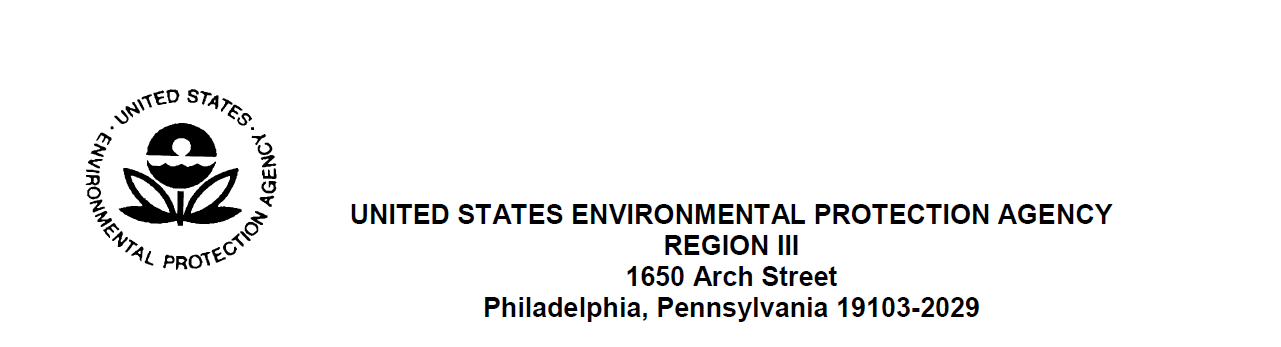 · UNITED STATES ·
ENVIRONMENTAL PROTECTION AGENCY
UNITED STATES ENVIRONMENTAL PROTECTION AGENCY
REGION III
1650 Arch Street
Philadelphia, Pennsylvania 19103-2029